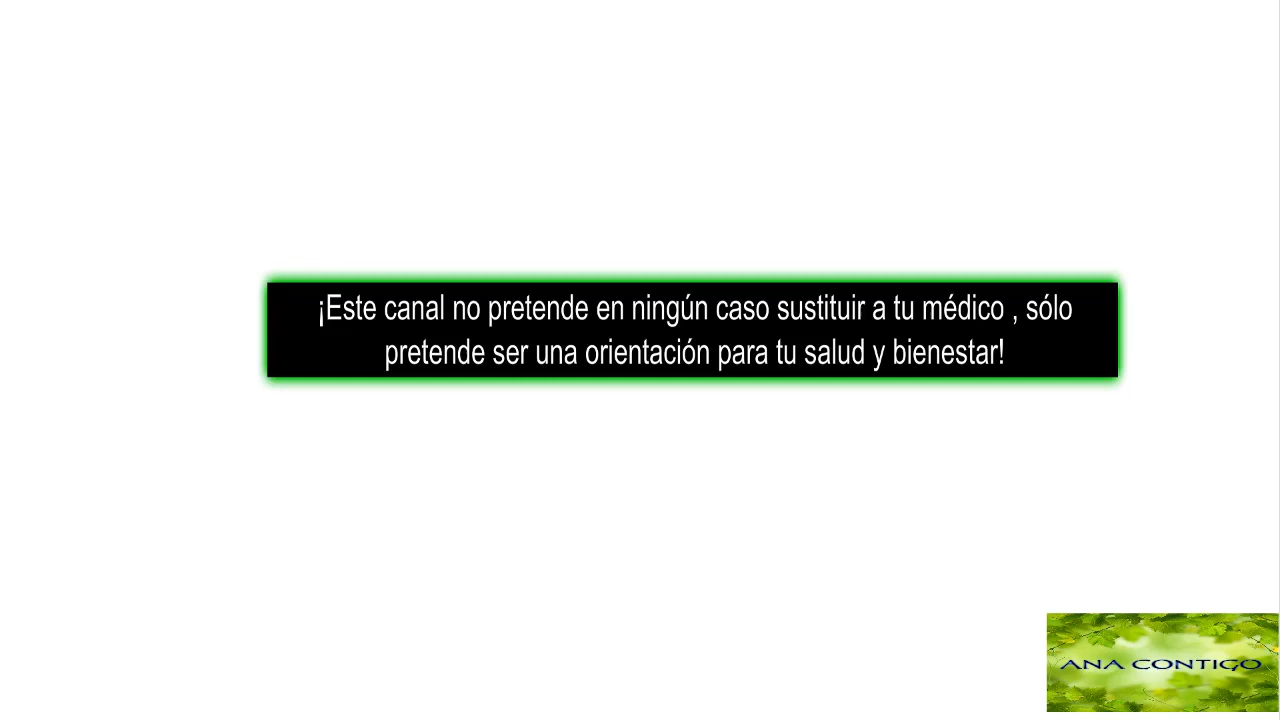 ¡Este canal no pretende en ningún caso sustituir a tu médico , sólo
pretende ser una orientación para tu salud y bienestar!
ANA CONTIGO